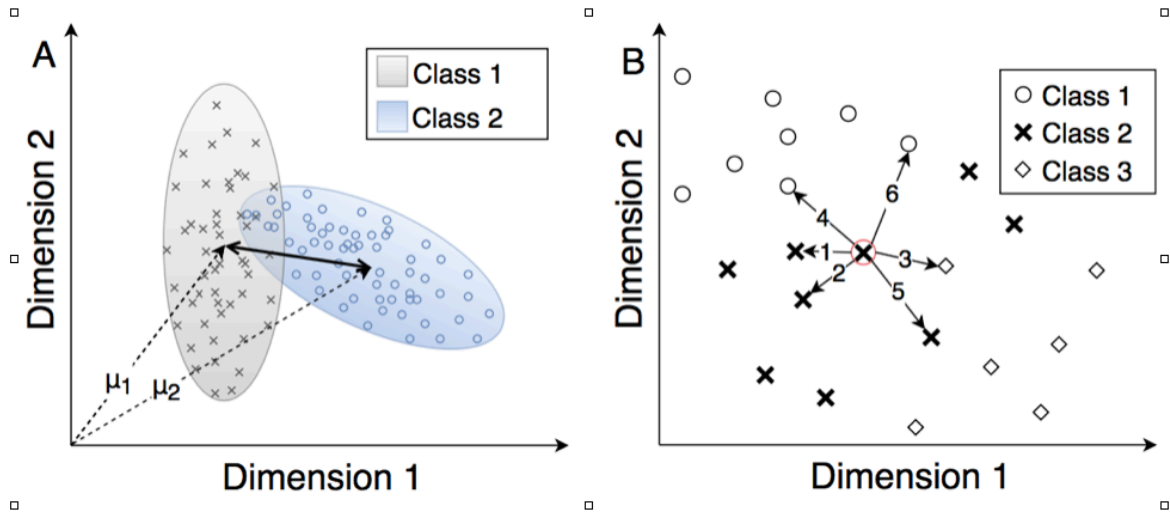 A
Class 1
Class 2
Dimension 2
μ1
μ2
Dimension 1
B
Class 1
Class 2
Class 3
Dimension 2
6
4
1
3
2
5
Dimension 1